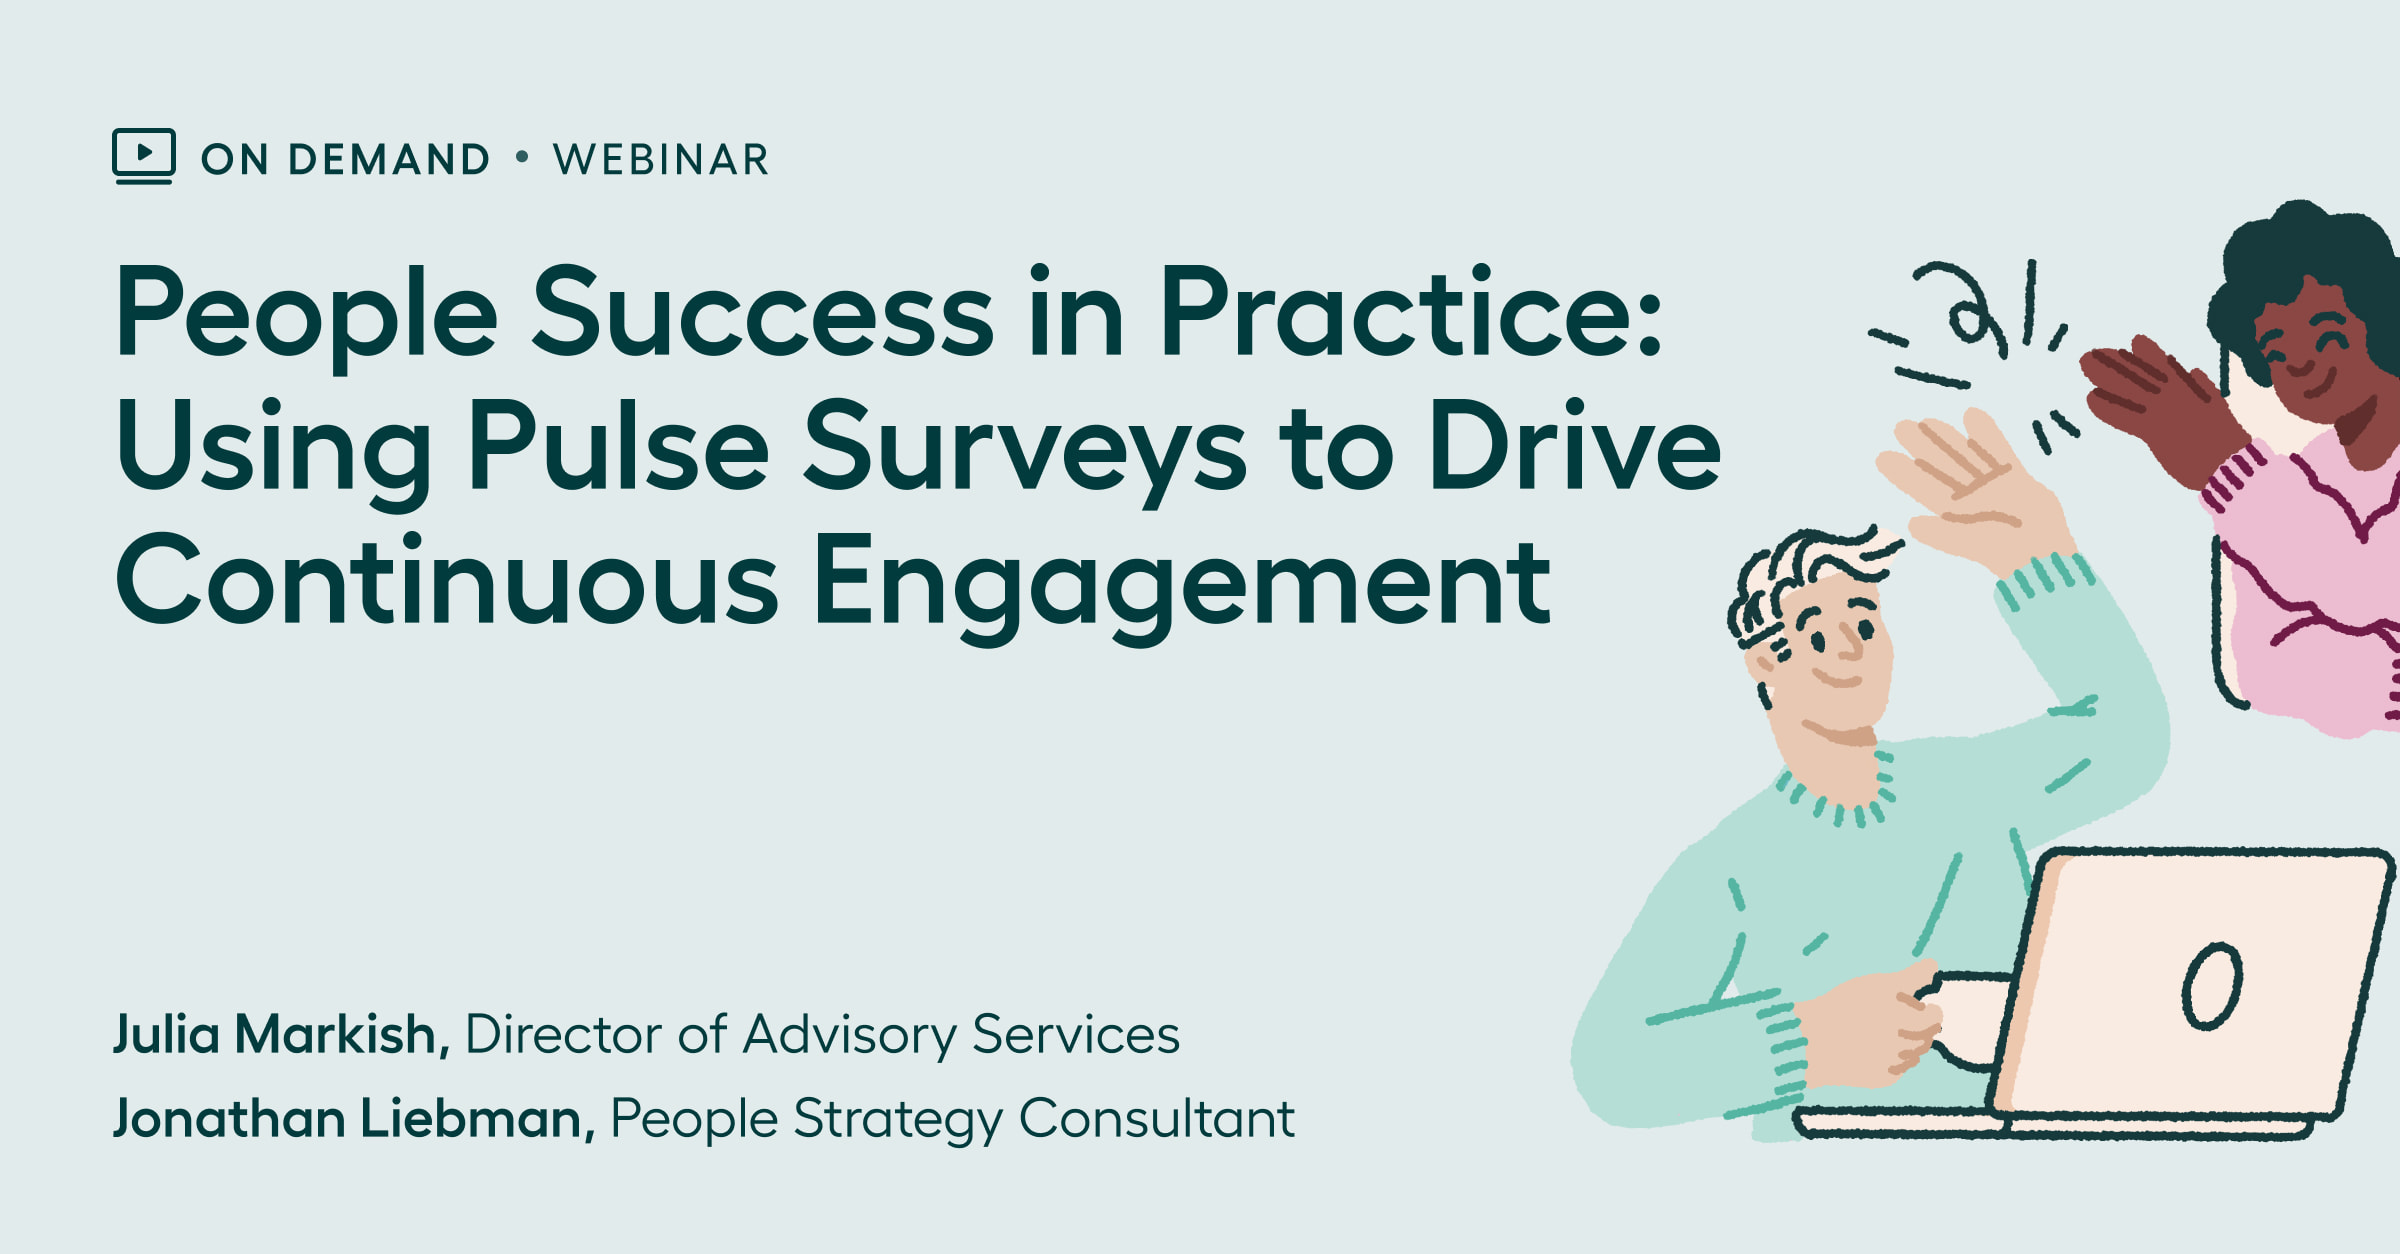 ON DEMAND • WEBINAR
People Success in Practice:
Using Pulse Surveys to Drive
Continuous Engagement
Julia Markish, Director of Advisory Services
Jonathan Liebman, People Strategy Consultant